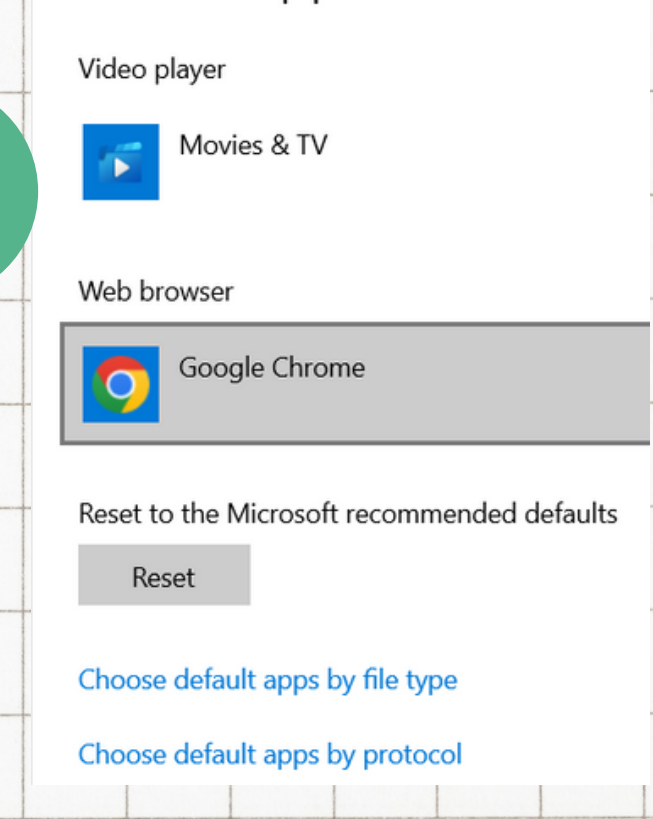 Video player
Movies & TV
Web browser
Google Chrome
Reset to the Microsoft recommended defaults
Reset
Choose default apps by file type
Choose default apps by protocol